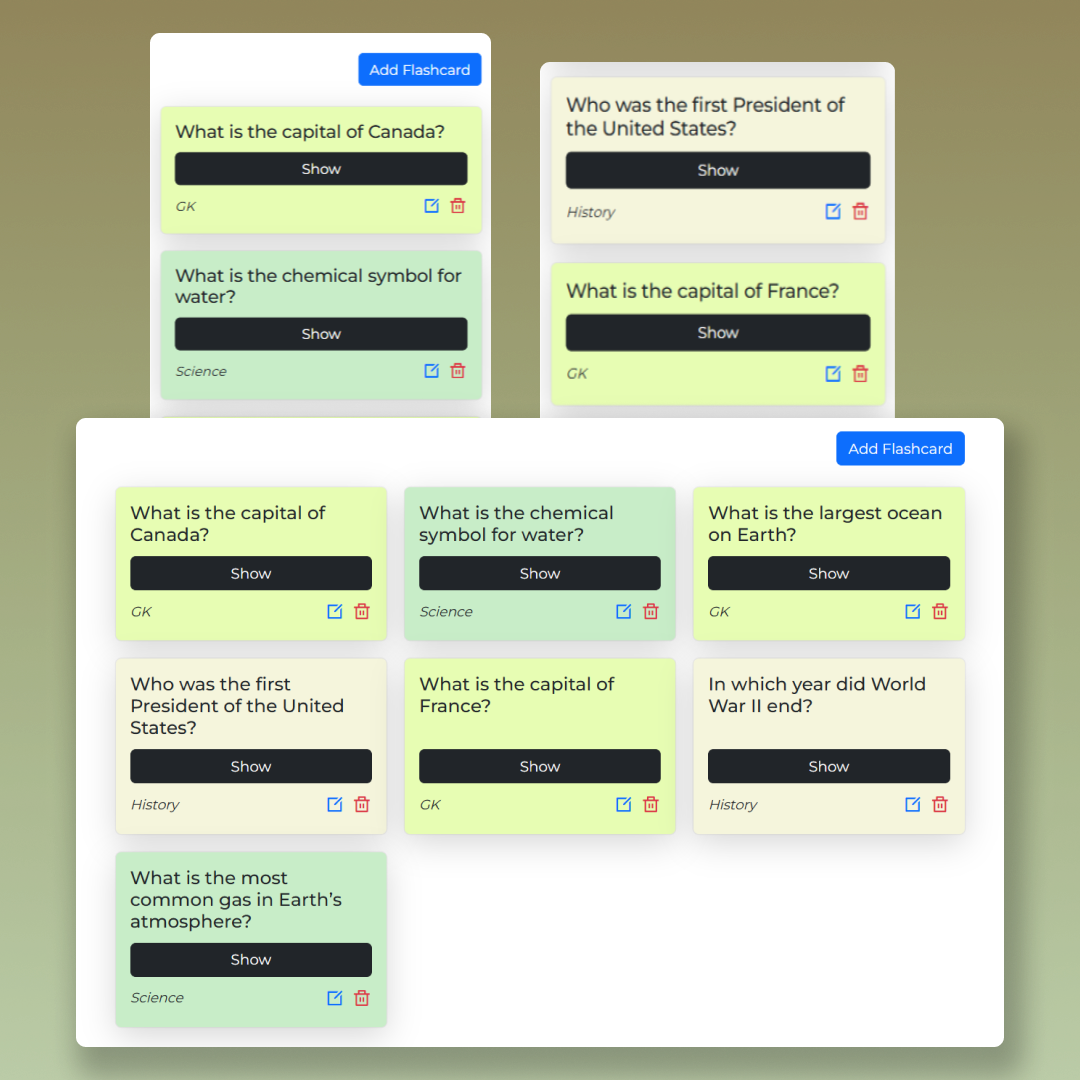 Add Flashcard
What is the capital of Canada?
Show
GK
What is the chemical symbol for
water?
Show
Science
Who was the first President of
the United States?
Show
History
What is the capital of France?
Show
GK
Add Flashcard
What is the capital of
Canada?
Show
GK
What is the chemical
symbol for water?
Show
Science
What is the largest ocean
on Earth?
Show
GK
Who was the first
President of the United
States?
Show
History
What is the capital of
France?
Show
GK
In which year did World
War II end?
Show
History
What is the most
common gas in Earth's
atmosphere?
Show
Science